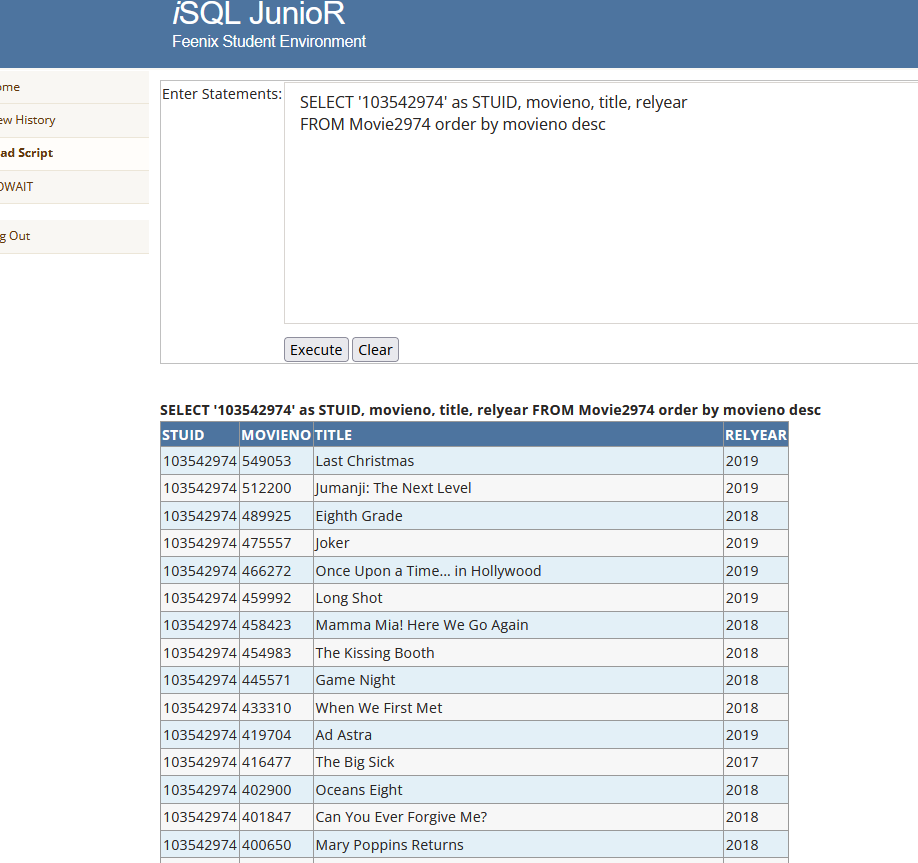 iSQL JunioR
Feenix Student Environment
ome
ew History
ad Script
OWAIT
g Out
Enter Statements:
SELECT '103542974' as STUID, movieno, title, relyear
FROM Movie2974 order by movieno desc
Execute Clear
SELECT '103542974' as STUID, movieno, title, relyear FROM Movie2974 order by movieno desc
STUID MOVIENO TITLE RELYEAR
103542974 549053 Last Christmas 2019
103542974 512200 Jumanji: The Next Level 2019
103542974 489925 Eighth Grade 2018
103542974 475557 Joker 2019
103542974 466272 Once Upon a Time... in Hollywood 2019
103542974 459992 Long Shot 2019
103542974 458423 Mamma Mia! Here We Go Again 2018
103542974 454983 The Kissing Booth 2018
103542974 445571 Game Night 2018
103542974 433310 When We First Met 2018
103542974 419704 Ad Astra 2019
103542974 416477 The Big Sick 2017
103542974 402900 Oceans Eight 2018
103542974 401847 Can You Ever Forgive Me? 2018
103542974 400650 Mary Poppins Returns 2018